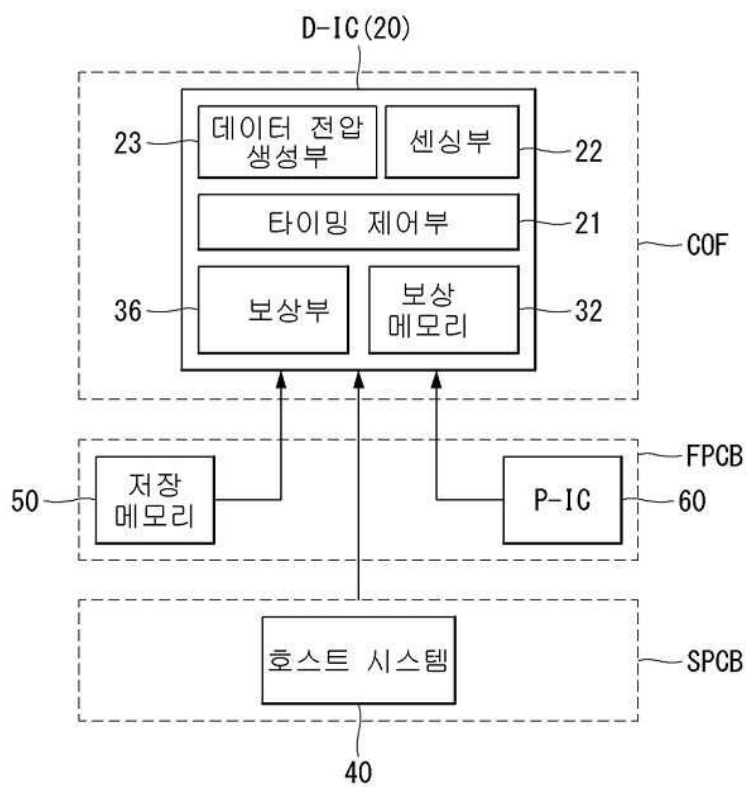 D-IC(20)
23
데이터 전압
생성부
센싱부
22
타이밍 제어부
21
COF
36
보상부
보상
메모리
32
FPCB
50
저장
메모리
P-IC
60
호스트 시스템
SPCB
40